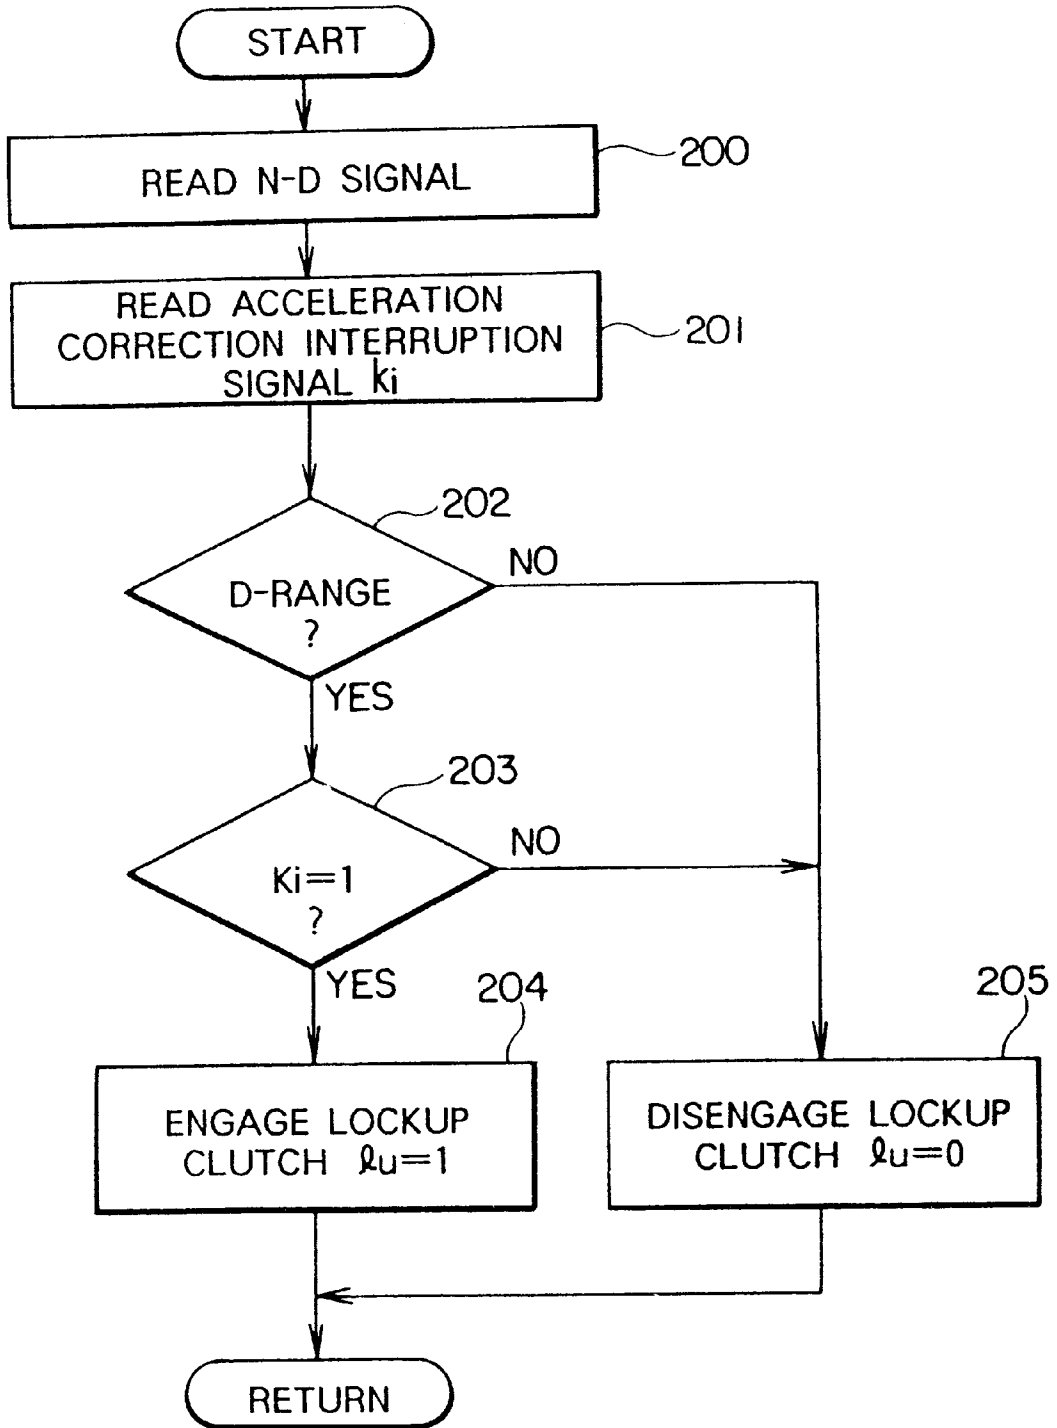 START
READ N-D SIGNAL
200
READ ACCELERATION
CORRECTION INTERRUPTION
SIGNAL ki
201
202
D-RANGE
?
NO
YES
203
Ki=1
?
NO
YES
204
ENGAGE LOCKUP
CLUTCH ℓu=1
205
DISENGAGE LOCKUP
CLUTCH ℓu=0
RETURN